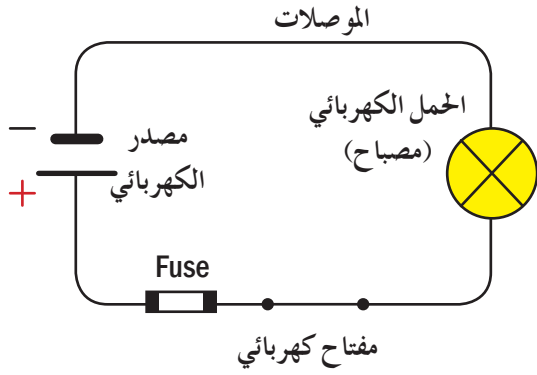 الموصلات
الحمل الكهربائي
(مصباح)
−
مصدر
+
الكهربائي
Fuse
مفتاح كهربائي